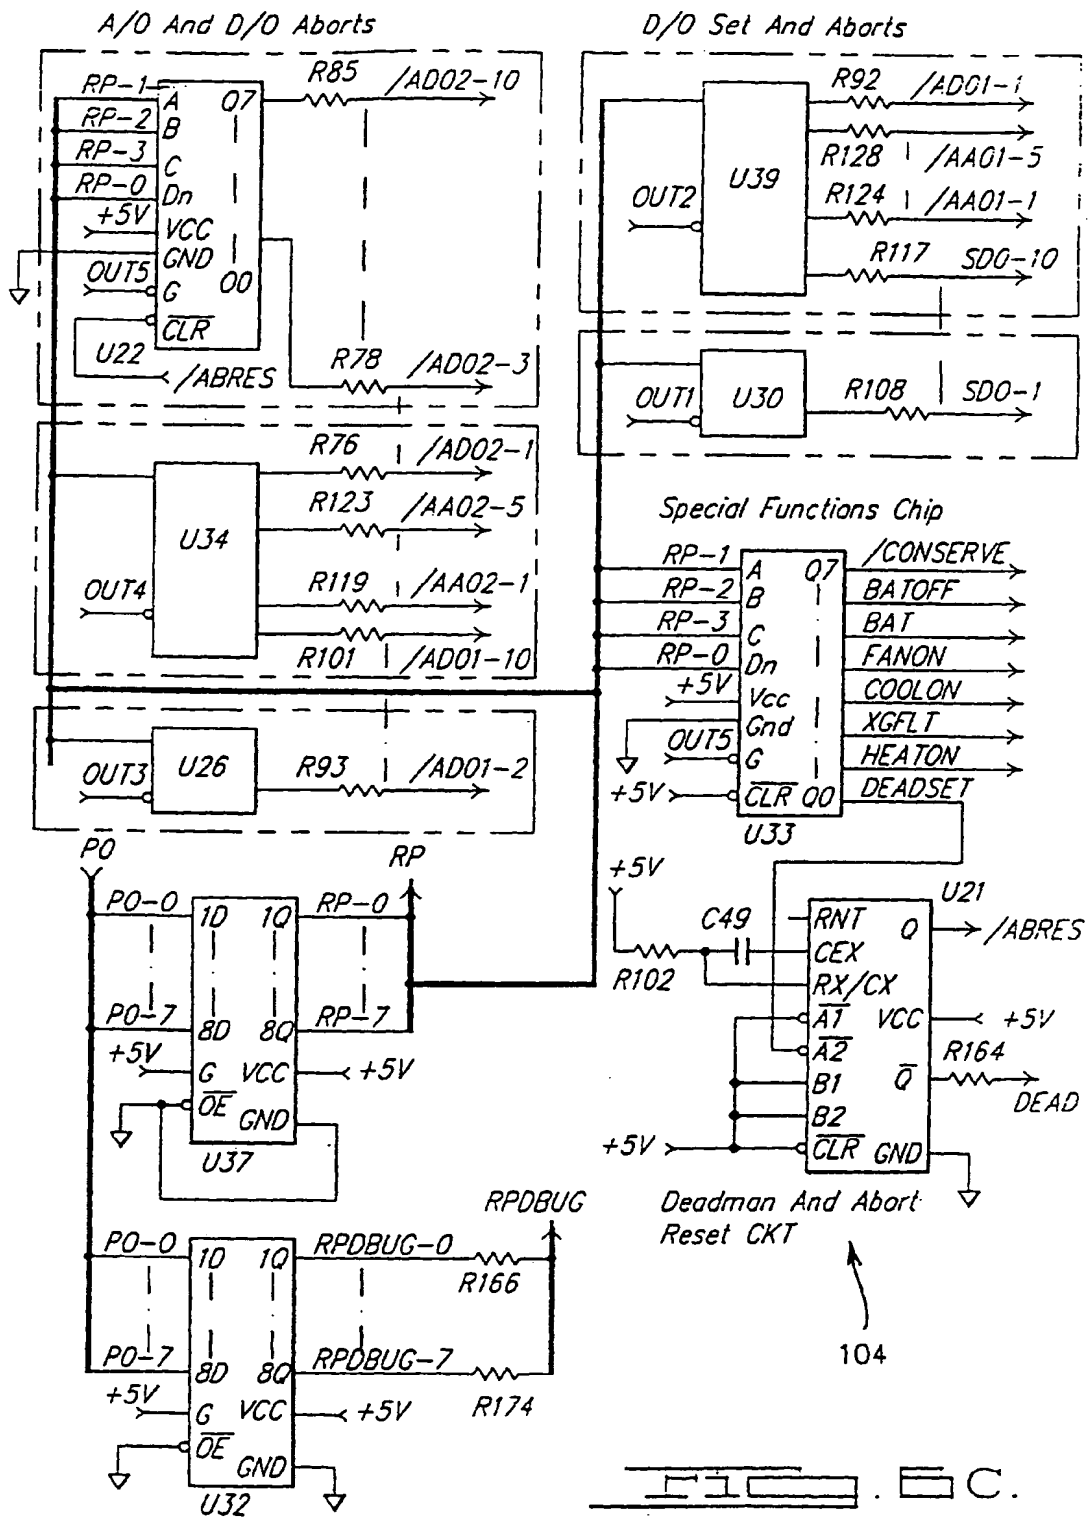 A/O And D/O Aborts
RP-1
RP-2
RP-3
RP-0
+5V
OUT5
A
B
C
Dn
VCC
GND
G
CLR
Q7
O0
U22
/ABRES
R85
/AD02-10
R78
/AD02-3
U34
OUT4
R76
/AD02-1
R123
/AA02-5
R119
/AA02-1
R101
/AD01-10
U26
OUT3
R93
/AD01-2
D/O Set And Aborts
U39
OUT2
R92
/AD01-1
R128
/AA01-5
R124
/AA01-1
R117
SDO-10
U30
OUT1
R108
SDO-1
Special Functions Chip
RP-1
RP-2
RP-3
RP-0
+5V
OUT5
+5V
A
B
C
Dn
Vcc
Gnd
G
CLR
Q7
Q0
U33
/CONSERVE
BATOFF
BAT
FANON
COOLON
XGFLT
HEATON
DEADSET
PO
PO-0
PO-7
+5V
1D
8D
G
OE
1Q
8Q
VCC
GND
U37
RP
RP-0
RP-7
+5V
PO-0
PO-7
+5V
1D
8D
G
OE
1Q
8Q
VCC
GND
U32
RPDBUG
RPDBUG-0
R166
RPDBUG-7
R174
+5V
+5V
R102
C49
U21
RNT
CEX
RX/CX
A1
A2
B1
B2
CLR
+5V
Q
VCC
Q
GND
/ABRES
+5V
R164
DEAD
Deadman And Abort
Reset CKT
104
FIG. 6C.